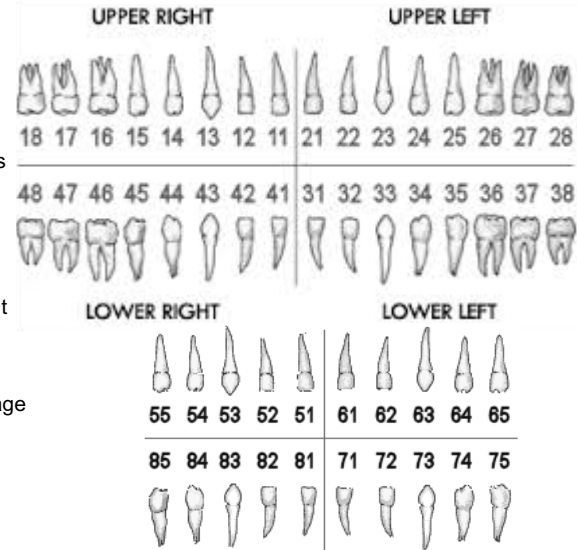 UPPER RIGHT UPPER LEFT
18 17 16 15 14 13 12 11 21 22 23 24 25 26 27 28
s
48 47 46 45 44 43 42 41 31 32 33 34 35 36 37 38
t
LOWER RIGHT LOWER LEFT
age
55 54 53 52 51 61 62 63 64 65
85 84 83 82 81 71 72 73 74 75